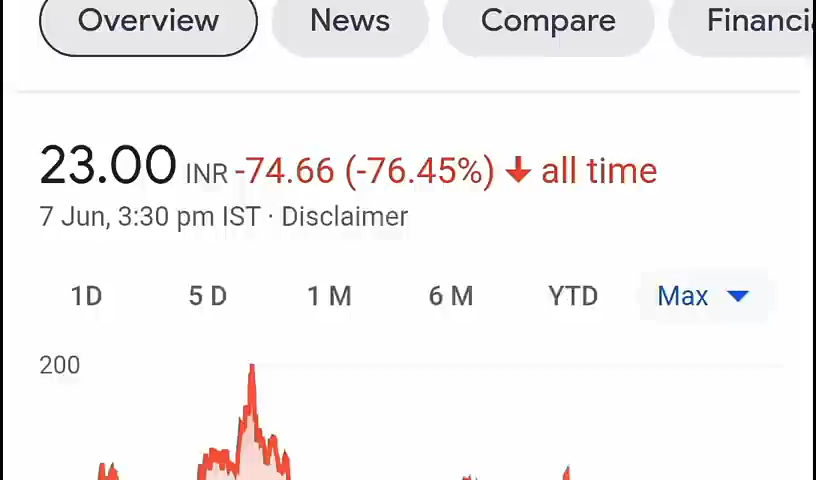 Overview News Compare Financi
23.00 INR -74.66 (-76.45%) ↓ all time
7 Jun, 3:30 pm IST · Disclaimer
1D 5 D 1 M 6 M YTD Max
200